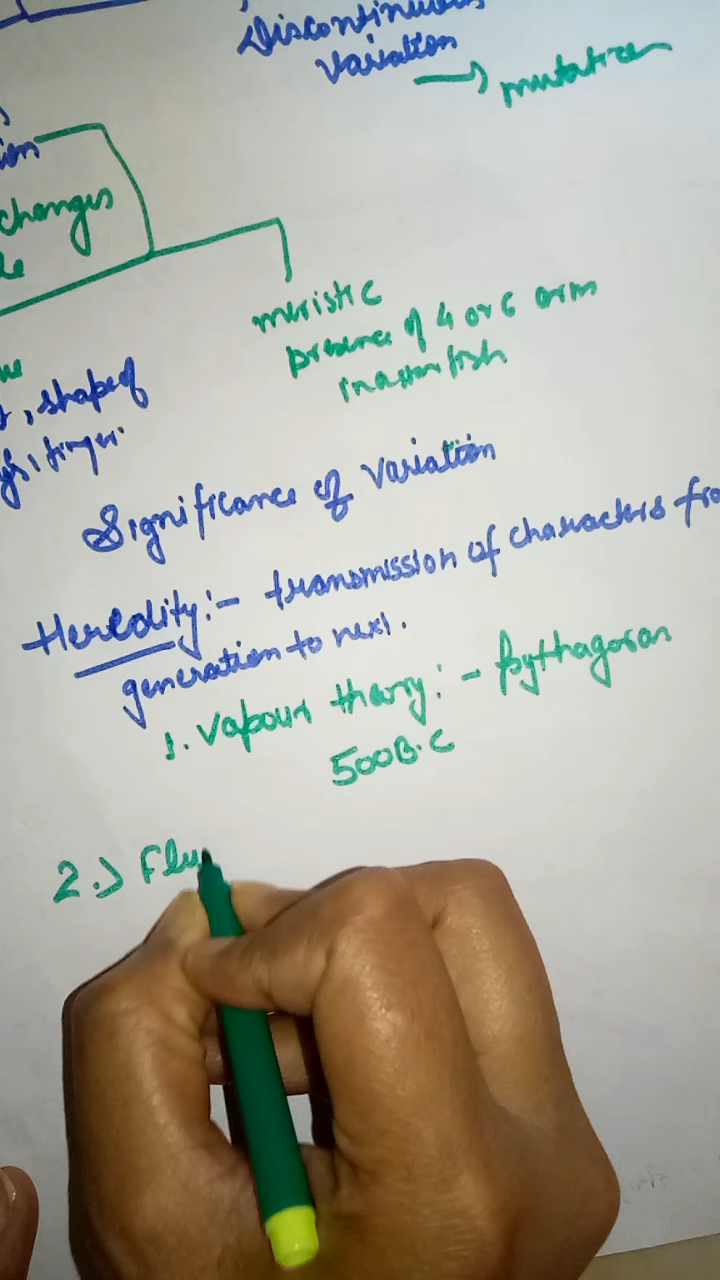 Discontinuous
Variation
→ mutation
ion
changes
meristic
presence of 4 or 6 arm
in a star fish
, shape of
Significance of Variation
Heredity:- transmission of characters fro
generation to next.
1. Vapour theory:- Pythagoras
500 B.C
2.) Flu